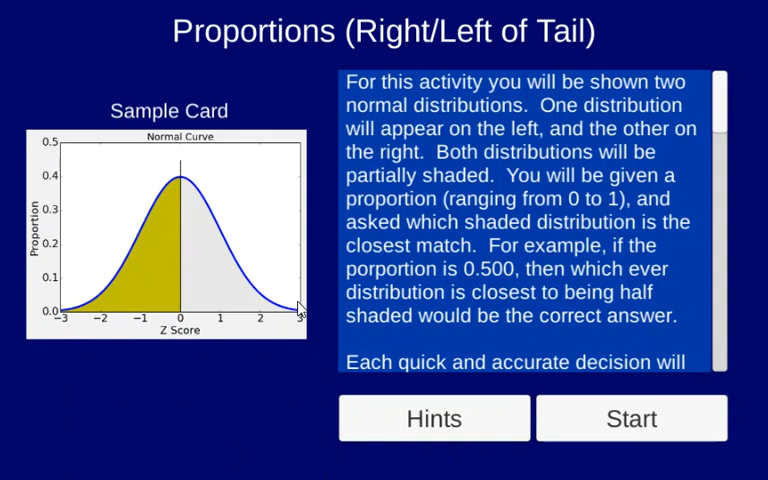 Proportions (Right/Left of Tail)
Sample Card
Normal Curve
0.5
0.4
0.3
0.2
0.1
0.0
Proportion
−3 −2 −1 0 1 2 3
Z Score
For this activity you will be shown two
normal distributions. One distribution
will appear on the left, and the other on
the right. Both distributions will be
partially shaded. You will be given a
proportion (ranging from 0 to 1), and
asked which shaded distribution is the
closest match. For example, if the
porportion is 0.500, then which ever
distribution is closest to being half
shaded would be the correct answer.
Each quick and accurate decision will
Hints
Start